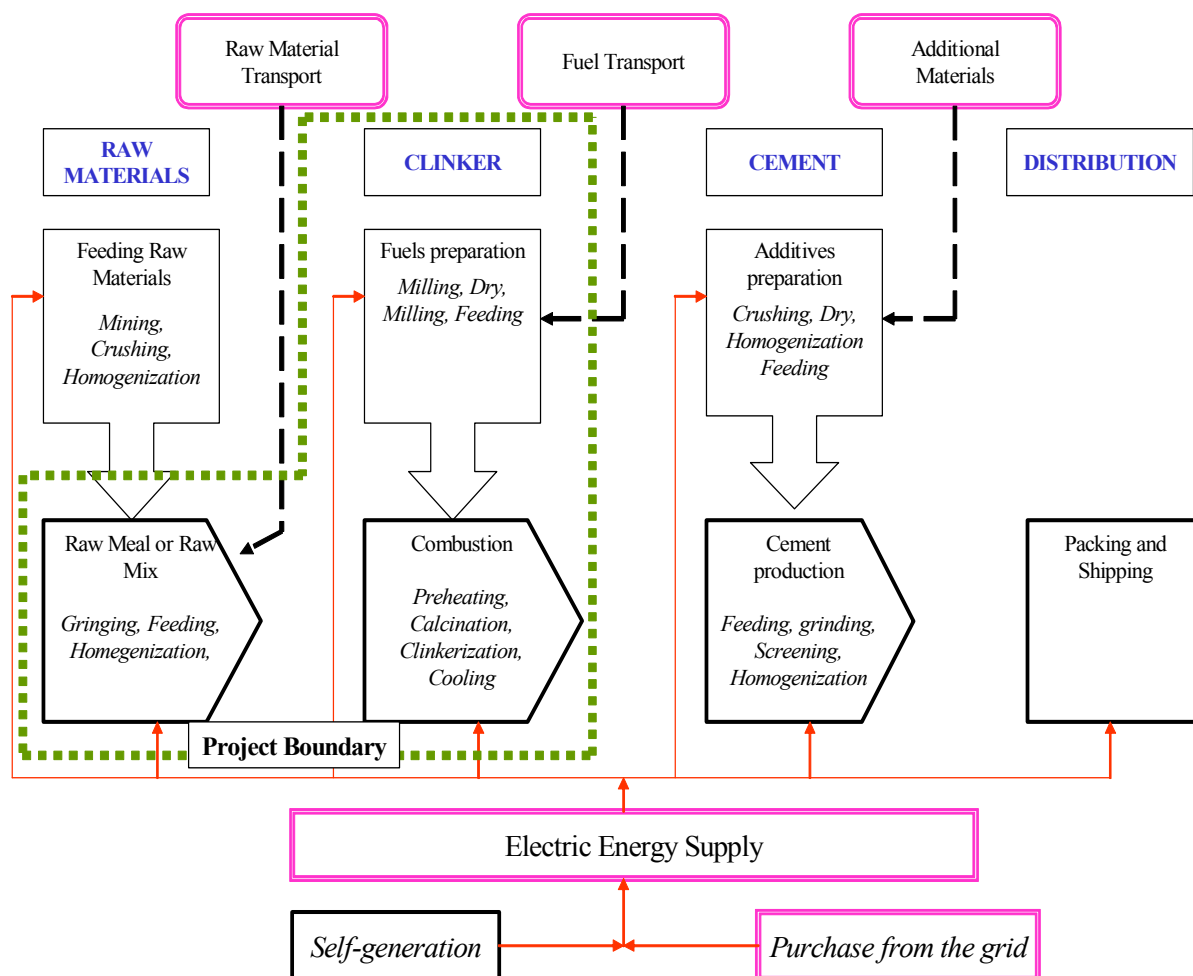 Raw Material
Transport
Fuel Transport
Additional
Materials
RAW
MATERIALS
CLINKER
CEMENT
DISTRIBUTION
Feeding Raw
Materials
Mining,
Crushing,
Homogenization
Fuels preparation
Milling, Dry,
Milling, Feeding
Additives
preparation
Crushing, Dry,
Homogenization
Feeding
Raw Meal or Raw
Mix
Gringing, Feeding,
Homegenization,
Combustion
Preheating,
Calcination,
Clinkerization,
Cooling
Cement
production
Feeding, grinding,
Screening,
Homogenization
Packing and
Shipping
Project Boundary
Electric Energy Supply
Self-generation
Purchase from the grid